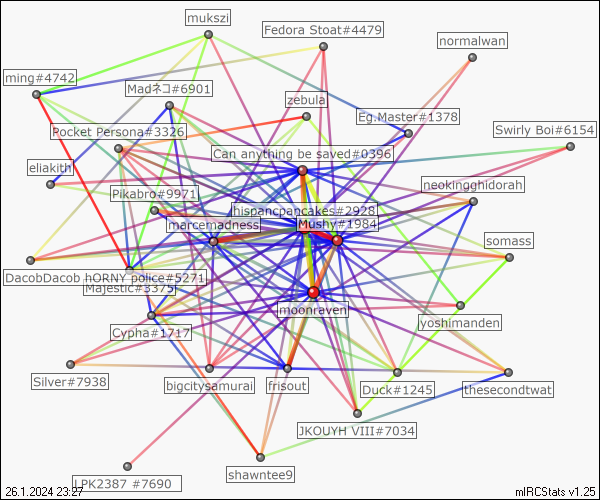 mukszi
Fedora Stoat#4479
normalwan
ming#4742
Madネコ#6901
zebula
Eg.Master#1378
Pocket Persona#3326
Swirly Boi#6154
Can anything be saved#0396
eliakith
Pikabro#9971
neokingghidorah
hispancpancakes#2928
marcemadness
Mushy#1984
somass
DacobDacob
hORNY police#5271
Majestic#3375
moonraven
yoshimanden
Cypha#1717
Silver#7938
bigcitysamurai
frisout
Duck#1245
thesecondtwat
JKOUYH VIII#7034
shawntee9
LPK2387 #7690
26.1.2024 23:27
mIRCStats v1.25